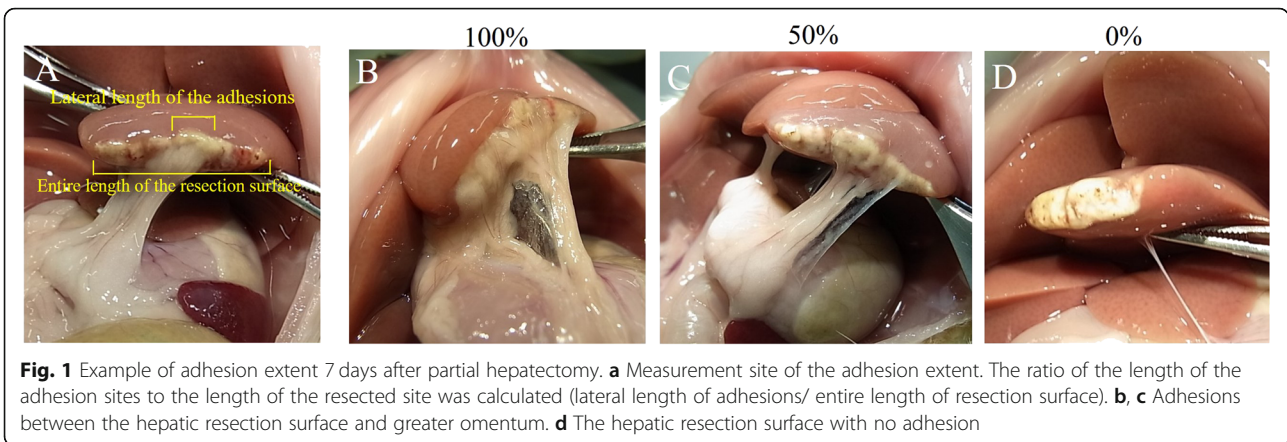 100%
50%
0%
A
B
C
D
Lateral length of the adhesions
Entire length of the resection surface
Fig. 1 Example of adhesion extent 7 days after partial hepatectomy. a Measurement site of the adhesion extent. The ratio of the length of the
adhesion sites to the length of the resected site was calculated (lateral length of adhesions/ entire length of resection surface). b, c Adhesions
between the hepatic resection surface and greater omentum. d The hepatic resection surface with no adhesion